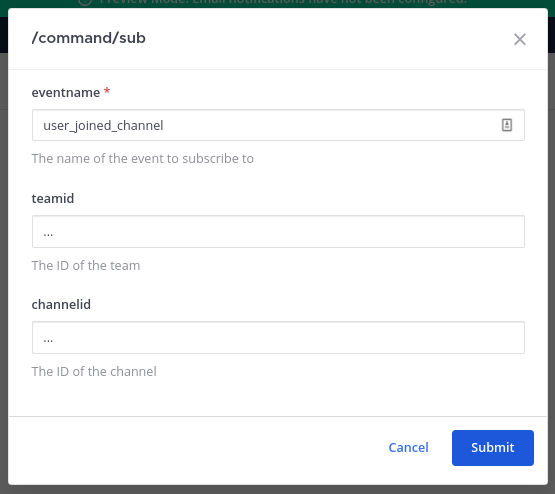 Preview Mode: Email notifications have not been configured.
/command/sub
eventname *
user_joined_channel
The name of the event to subscribe to
teamid
...
The ID of the team
channelid
...
The ID of the channel
Cancel
Submit